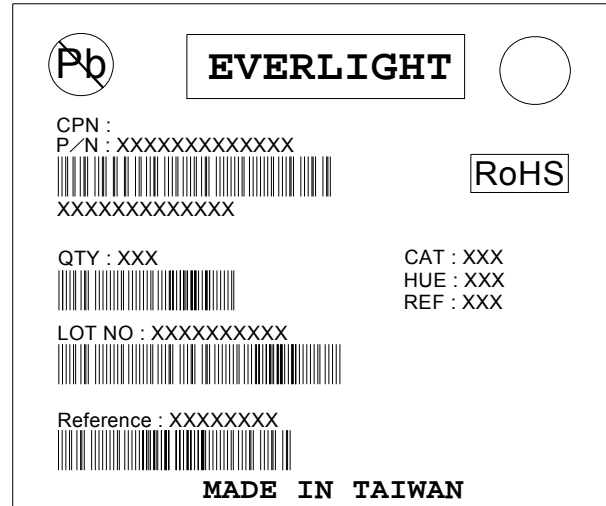 Pb
EVERLIGHT
CPN :
P/N : XXXXXXXXXXXXX
RoHS
XXXXXXXXXXXXX
QTY : XXX
CAT : XXX
HUE : XXX
REF : XXX
LOT NO : XXXXXXXXXX
Reference : XXXXXXXX
MADE IN TAIWAN